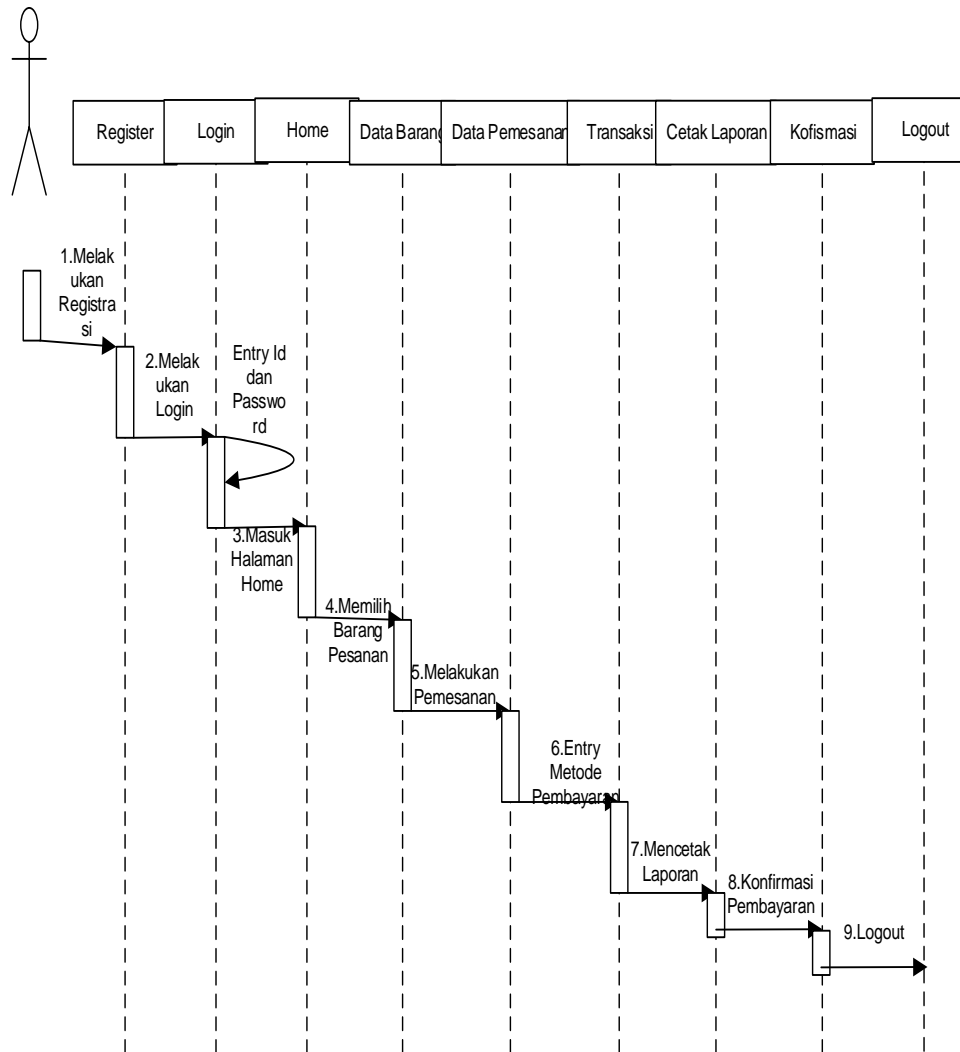 Register
Login
Home
Data Barang
Data Pemesanan
Transaksi
Cetak Laporan
Kofismasi
Logout
1.Melak
ukan
Registra
si
2.Melak
ukan
Login
Entry Id
dan
Passwo
rd
3.Masuk
Halaman
Home
4.Memilih
Barang
Pesanan
5.Melakukan
Pemesanan
6.Entry
Metode
Pembayaran
7.Mencetak
Laporan
8.Konfirmasi
Pembayaran
9.Logout